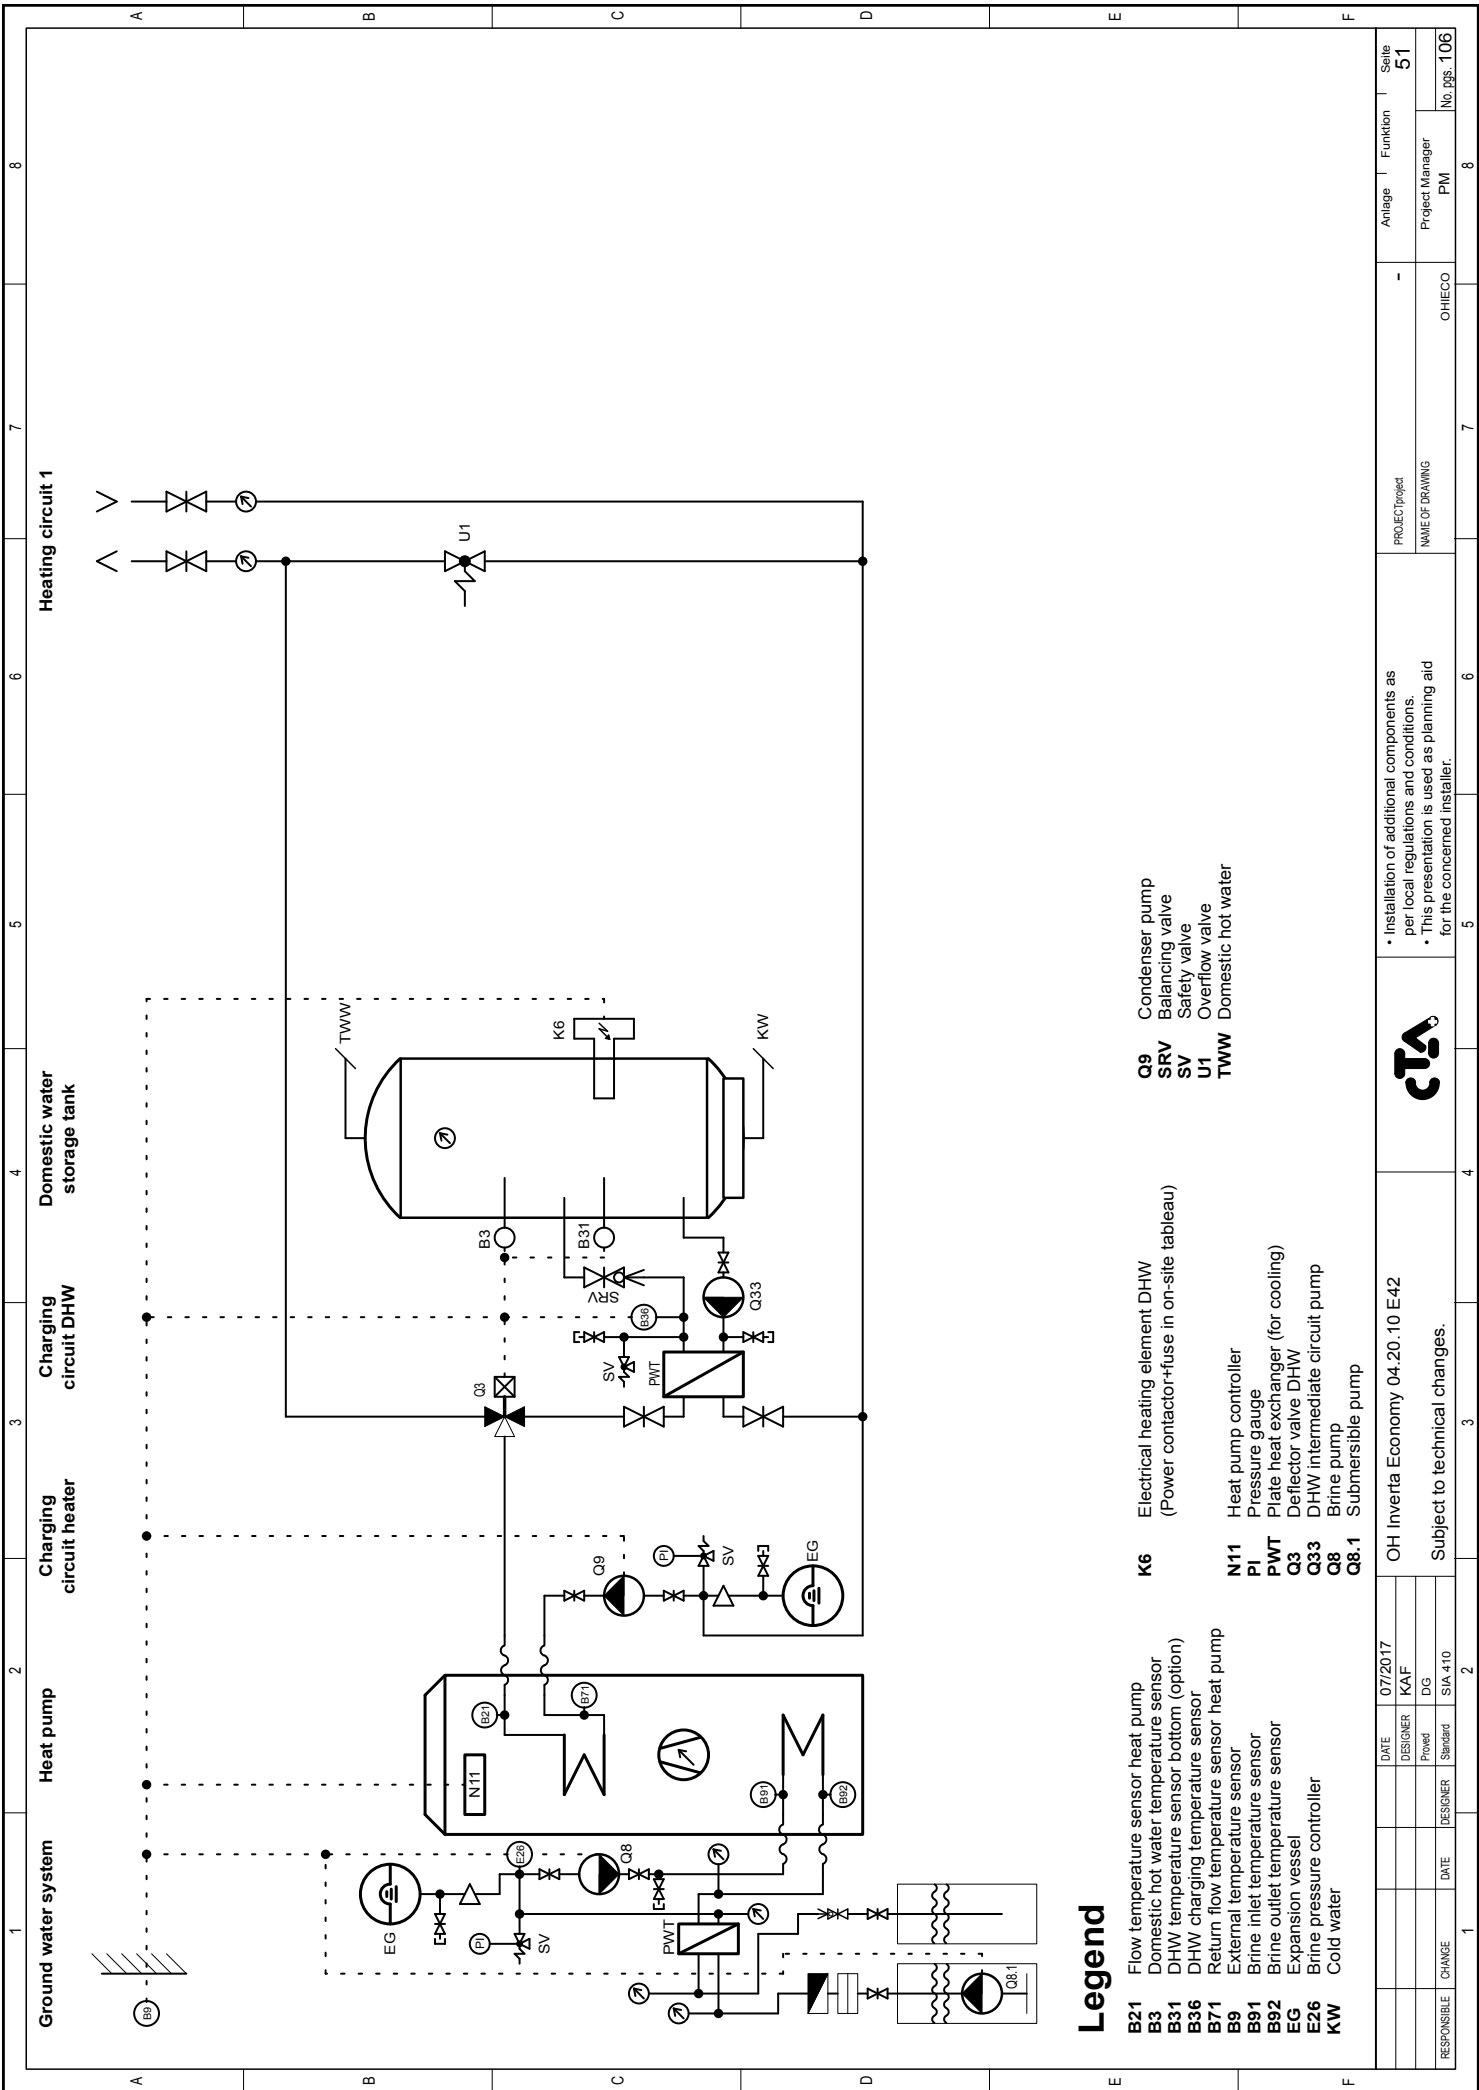 1 2 3 4 5 6 7 8
A
B
C
D
E
F
A
B
C
D
E
F
Ground water system
Heat pump
Charging
circuit heater
Charging
circuit DHW
Domestic water
storage tank
Heating circuit 1
B9
EG
PI
SV
E26
Q8
PWT
Q8.1
N11
B21
B71
B91
B92
Q9
PI
SV
EG
Q3
SV
PWT
B36
SRV
Q33
B3
B31
TWW
K6
KW
U1
Legend
B21 Flow temperature sensor heat pump
B3 Domestic hot water temperature sensor
B31 DHW temperature sensor bottom (option)
B36 DHW charging temperature sensor
B71 Return flow temperature sensor heat pump
B9 External temperature sensor
B91 Brine inlet temperature sensor
B92 Brine outlet temperature sensor
EG Expansion vessel
E26 Brine pressure controller
KW Cold water
K6 Electrical heating element DHW
(Power contactor+fuse in on-site tableau)
N11 Heat pump controller
PI Pressure gauge
PWT Plate heat exchanger (for cooling)
Q3 Deflector valve DHW
Q33 DHW intermediate circuit pump
Q8 Brine pump
Q8.1 Submersible pump
Q9 Condenser pump
SRV Balancing valve
SV Safety valve
U1 Overflow valve
TWW Domestic hot water
RESPONSIBLE CHANGE DATE DESIGNER
DATE 07/2017
DESIGNER KAF
Proved DG
Standard SIA 410
OH Inverta Economy 04.20.10 E42
Subject to technical changes.
CTA
• Installation of additional components as
per local regulations and conditions.
• This presentation is used as planning aid
for the concerned installer.
PROJECTproject -
NAME OF DRAWING
OHIECO
Anlage Funktion Seite
51
Project Manager
PM
No. pgs. 106
1 2 3 4 5 6 7 8